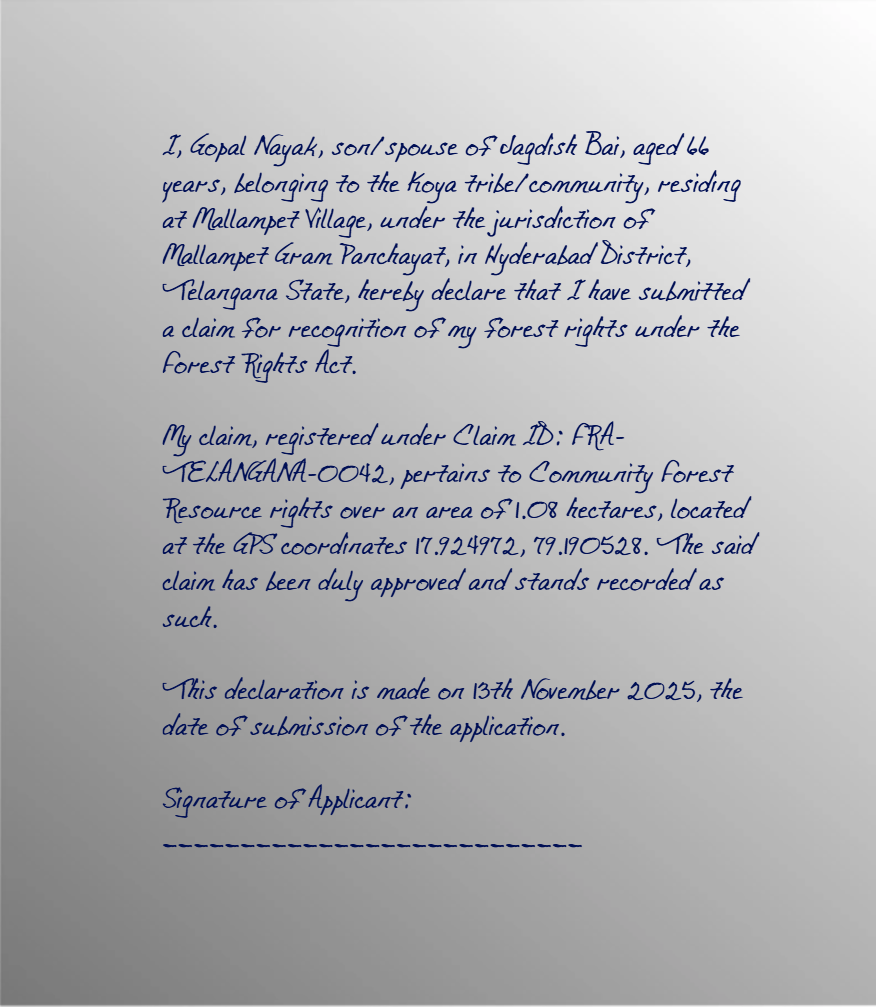 I, Gopal Nayak, son/spouse of Jagdish Bai, aged 66
years, belonging to the Koya tribe/community, residing
at Mallampet Village, under the jurisdiction of
Mallampet Gram Panchayat, in Hyderabad District,
Telangana State, hereby declare that I have submitted
a claim for recognition of my forest rights under the
Forest Rights Act.

My claim, registered under Claim ID: FRA-
TELANGANA-0042, pertains to Community Forest
Resource rights over an area of 1.08 hectares, located
at the GPS coordinates 17.924972, 79.190528. The said
claim has been duly approved and stands recorded as
such.

This declaration is made on 13th November 2025, the
date of submission of the application.

Signature of Applicant:
___________________________